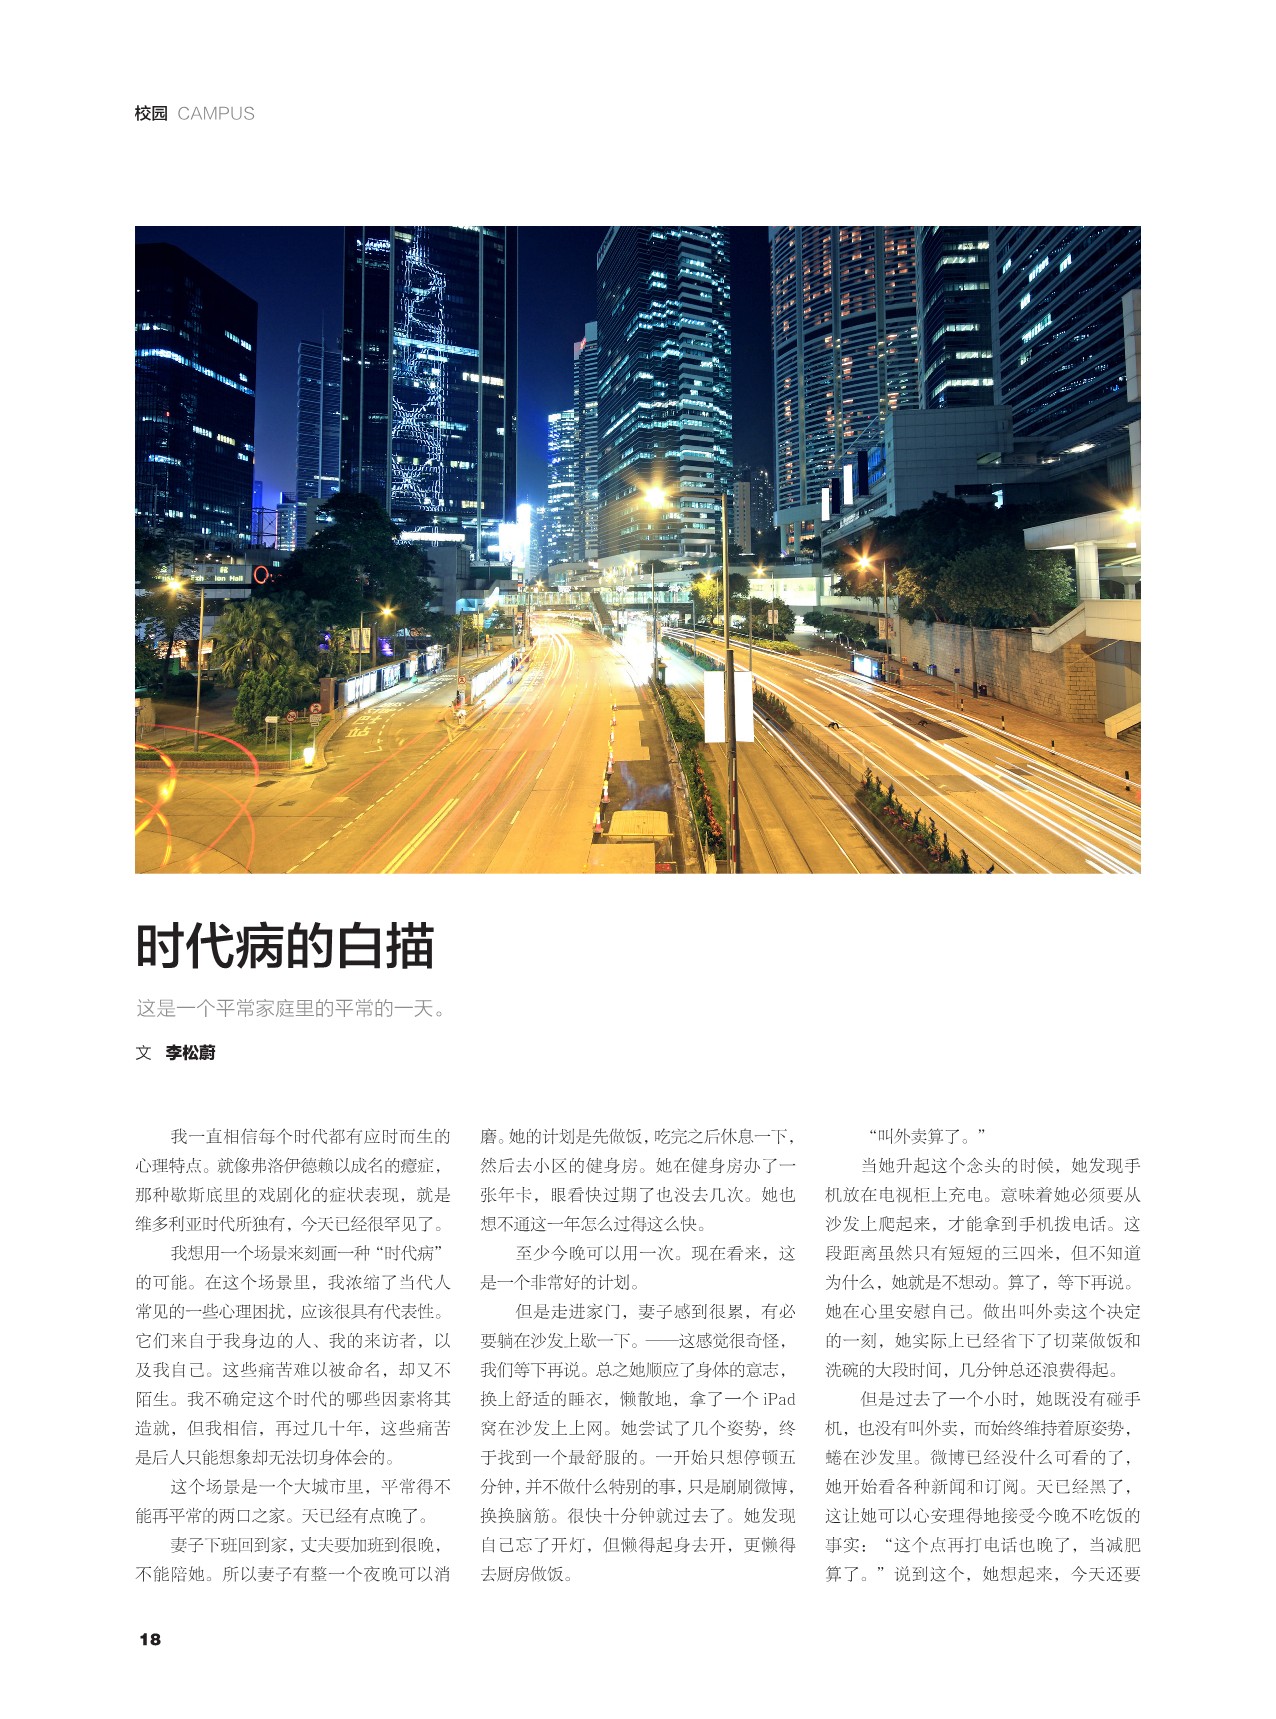 校园 CAMPUS
站
时代病的白描
这是一个平常家庭里的平常的一天。
文 李松蔚
我一直相信每个时代都有应时而生的
心理特点。就像弗洛伊德赖以成名的癔症，
那种歇斯底里的戏剧化的症状表现，就是
维多利亚时代所独有，今天已经很罕见了。
我想用一个场景来刻画一种“时代病”
的可能。在这个场景里，我浓缩了当代人
常见的一些心理困扰，应该很具有代表性。
它们来自于我身边的人、我的来访者，以
及我自己。这些痛苦难以被命名，却又不
陌生。我不确定这个时代的哪些因素将其
造就，但我相信，再过几十年，这些痛苦
是后人只能想象却无法切身体会的。
这个场景是一个大城市里，平常得不
能再平常的两口之家。天已经有点晚了。
妻子下班回到家，丈夫要加班到很晚，
不能陪她。所以妻子有整一个夜晚可以消
磨。她的计划是先做饭，吃完之后休息一下，
然后去小区的健身房。她在健身房办了一
张年卡，眼看快过期了也没去几次。她也
想不通这一年怎么过得这么快。
至少今晚可以用一次。现在看来，这
是一个非常好的计划。
但是走进家门，妻子感到很累，有必
要躺在沙发上歇一下。——这感觉很奇怪，
我们等下再说。总之她顺应了身体的意志，
换上舒适的睡衣，懒散地，拿了一个 iPad
窝在沙发上上网。她尝试了几个姿势，终
于找到一个最舒服的。一开始只想停顿五
分钟，并不做什么特别的事，只是刷刷微博，
换换脑筋。很快十分钟就过去了。她发现
自己忘了开灯，但懒得起身去开，更懒得
去厨房做饭。
“叫外卖算了。”
当她升起这个念头的时候，她发现手
机放在电视柜上充电。意味着她必须要从
沙发上爬起来，才能拿到手机拨电话。这
段距离虽然只有短短的三四米，但不知道
为什么，她就是不想动。算了，等下再说。
她在心里安慰自己。做出叫外卖这个决定
的一刻，她实际上已经省下了切菜做饭和
洗碗的大段时间，几分钟总还浪费得起。
但是过去了一个小时，她既没有碰手
机，也没有叫外卖，而始终维持着原姿势，
蜷在沙发里。微博已经没什么可看的了，
她开始看各种新闻和订阅。天已经黑了，
这让她可以心安理得地接受今晚不吃饭的
事实：“这个点再打电话也晚了，当减肥
算了。”说到这个，她想起来，今天还要
18